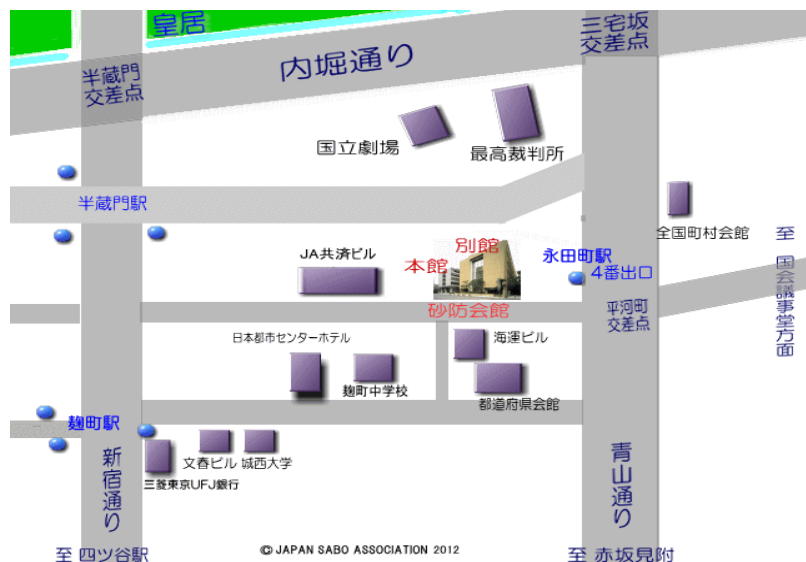 皇居
三宅坂
交差点
内堀通り
半蔵門
交差点
国立劇場
最高裁判所
半蔵門駅
全国町村会館
至 国会議事堂方面
JA共済ビル
別館
本館
永田町駅
4番出口
砂防会館
平河町
交差点
日本都市センターホテル
海運ビル
麹町中学校
都道府県会館
麹町駅
文春ビル
城西大学
三菱東京UFJ銀行
新宿通り
青山通り
至 四ツ谷駅
© JAPAN SABO ASSOCIATION 2012
至 赤坂見附